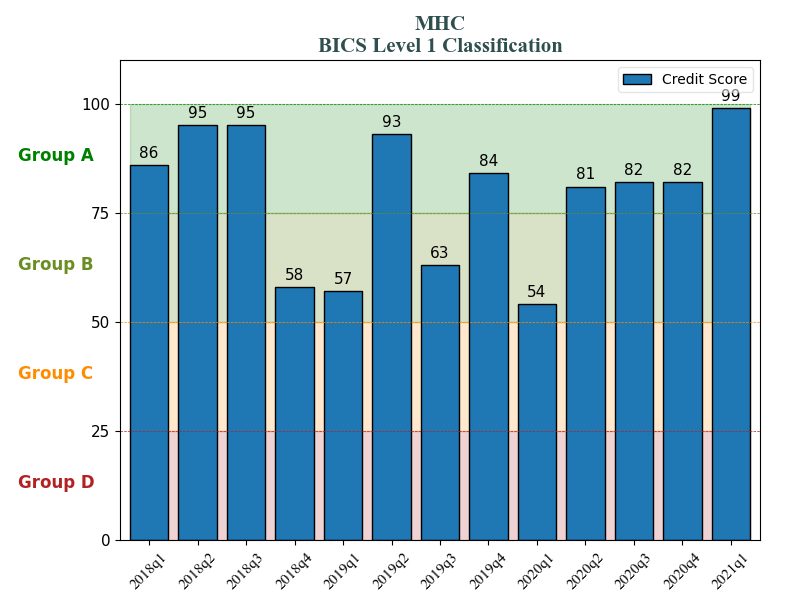 MHC
BICS Level 1 Classification
Credit Score
99
100
95
95
93
86
84
81
82
82
Group A
75
63
58
57
54
Group B
50
Group C
25
Group D
0
2018q1
2018q2
2018q3
2018q4
2019q1
2019q2
2019q3
2019q4
2020q1
2020q2
2020q3
2020q4
2021q1